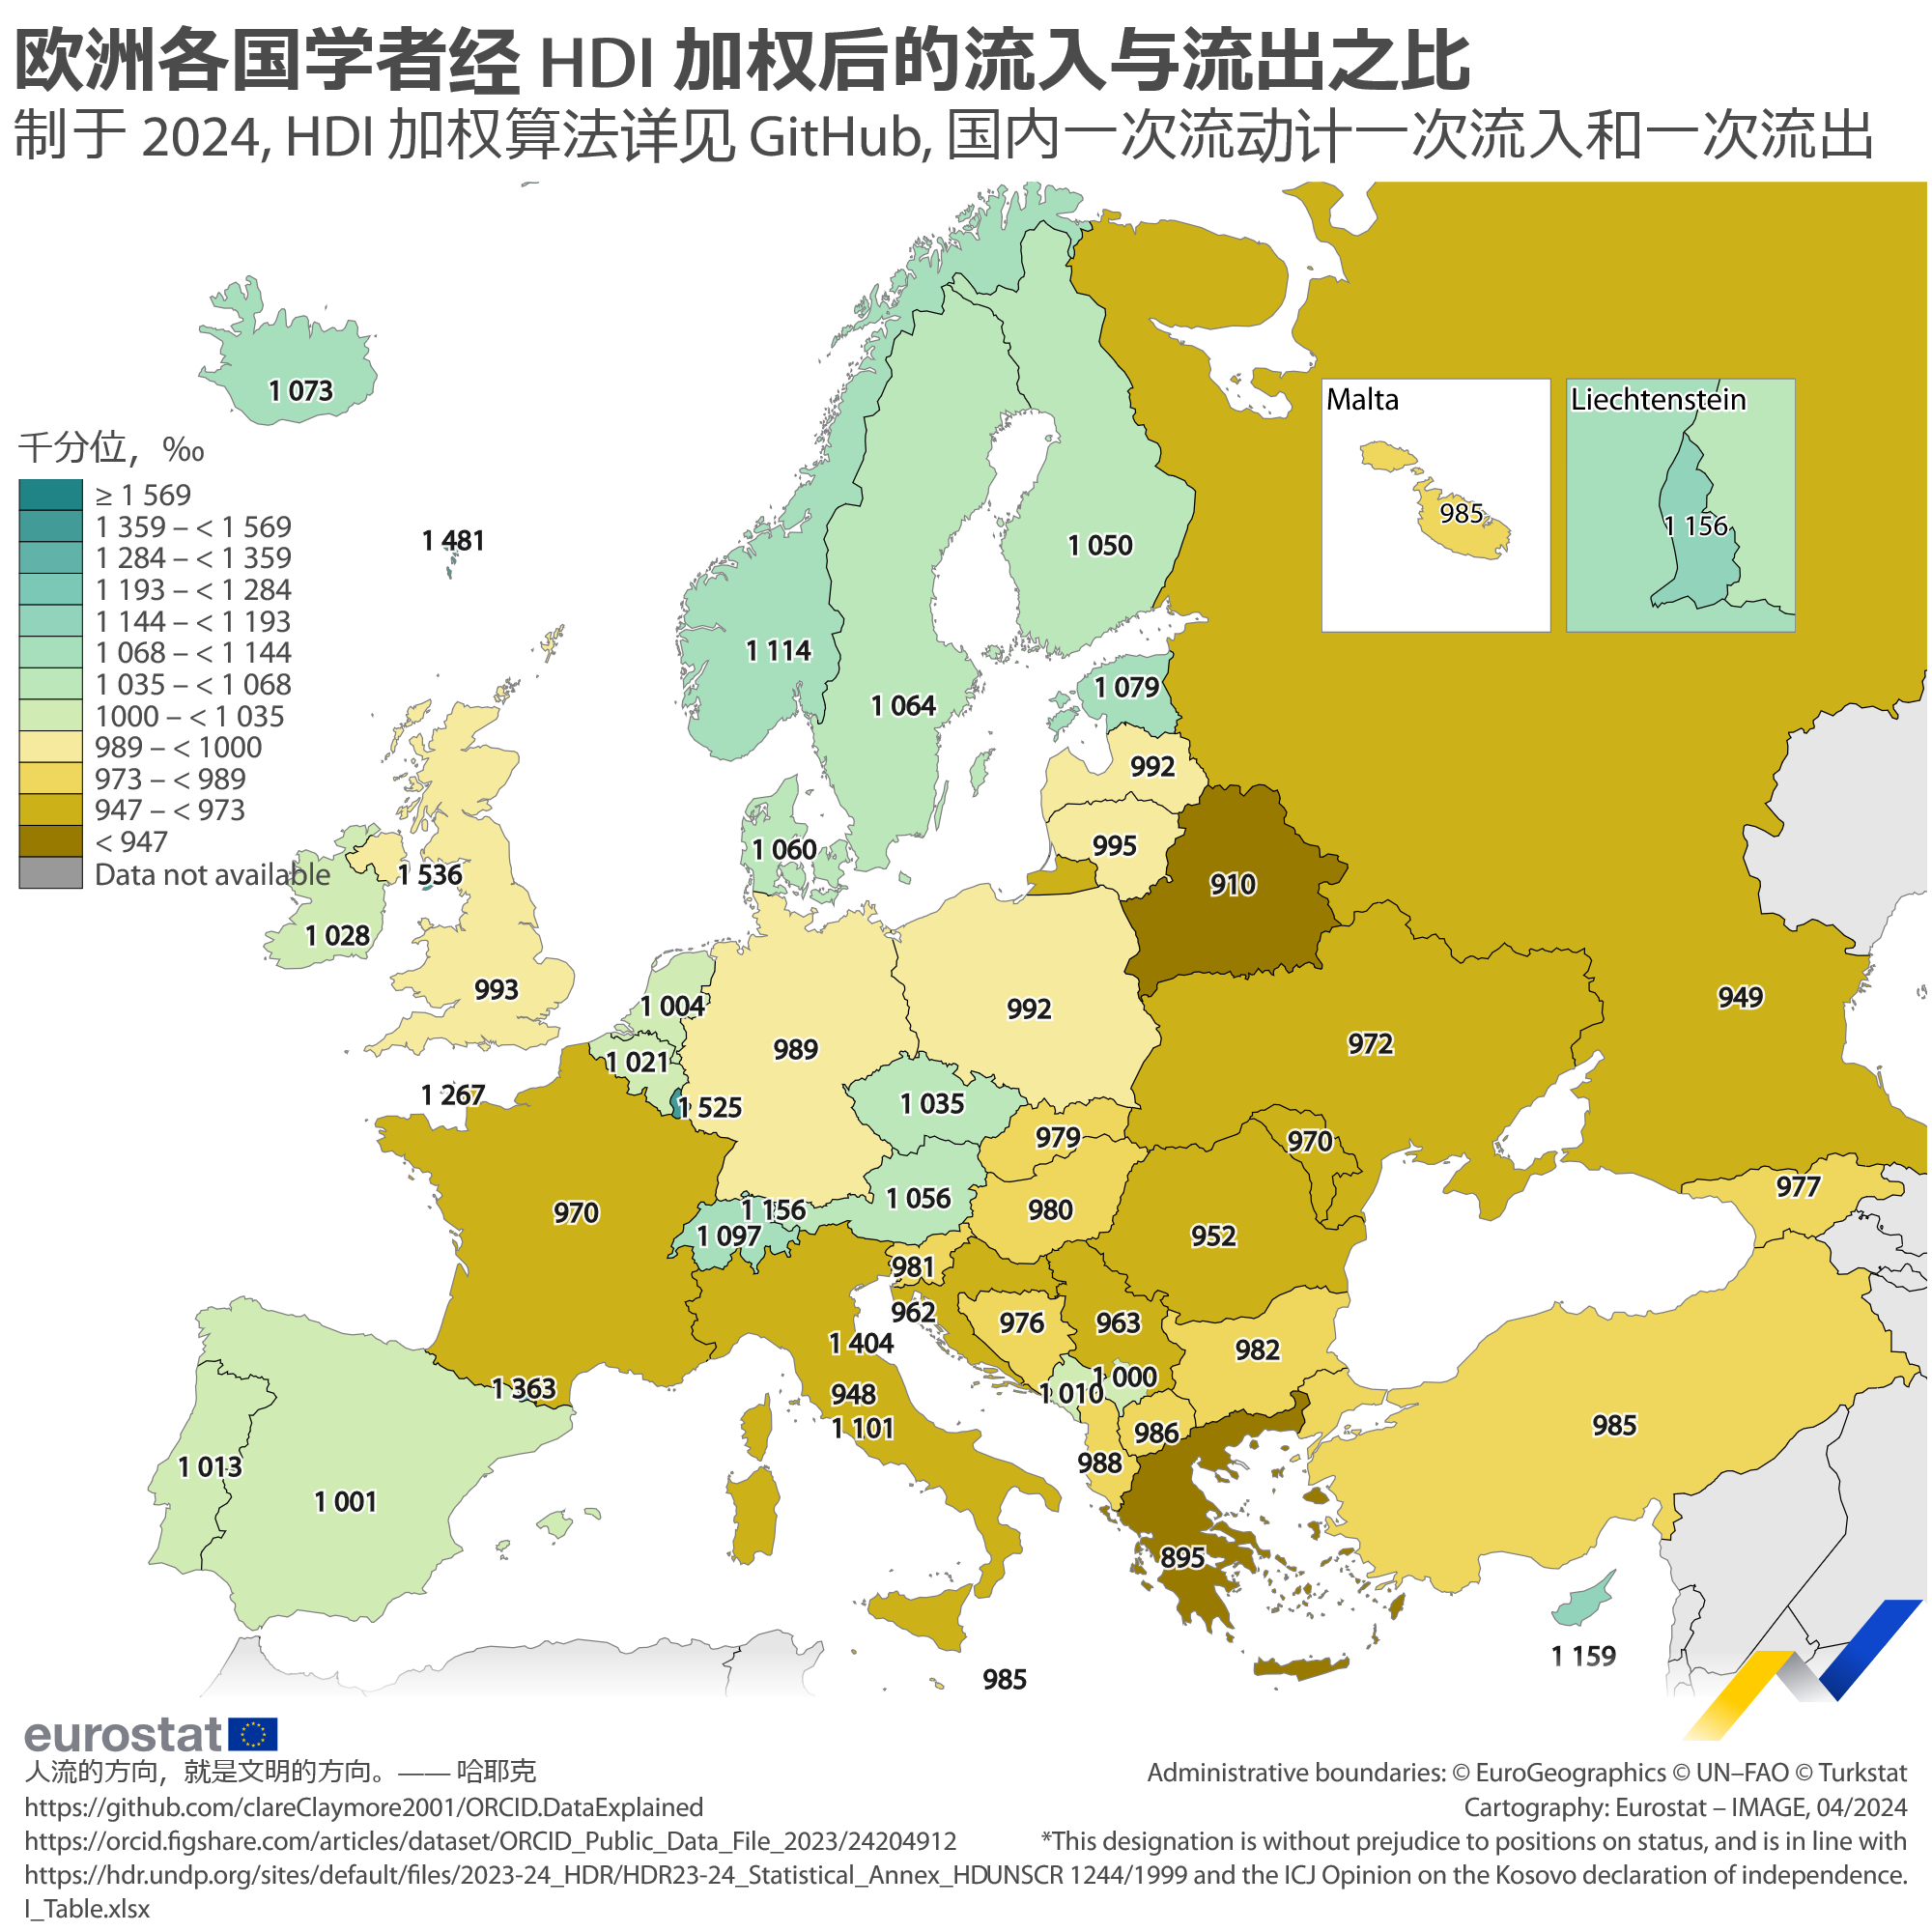 欧洲各国学者经 HDI 加权后的流入与流出之比
制于 2024, HDI 加权算法详见 GitHub, 国内一次流动计一次流入和一次流出
千分位，‰
≥ 1 569
1 359 – < 1 569
1 284 – < 1 359
1 193 – < 1 284
1 144 – < 1 193
1 068 – < 1 144
1 035 – < 1 068
1000 – < 1 035
989 – < 1000
973 – < 989
947 – < 973
< 947
Data not available
Malta
985
Liechtenstein
1 156
1 073
1 481
1 050
1 114
1 064
1 079
992
995
1 060
910
1 536
1 028
993
1 004
992
949
989
972
1 021
1 267
1 525
1 035
979
970
977
1 156
1 056
980
970
1 097
952
981
962
976
963
1 404
982
1 363
1 000
1 010
948
985
1 101
986
988
1 013
1 001
895
1 159
985
eurostat
人流的方向，就是文明的方向。—— 哈耶克
https://github.com/clareClaymore2001/ORCID.DataExplained
https://orcid.figshare.com/articles/dataset/ORCID_Public_Data_File_2023/24204912
https://hdr.undp.org/sites/default/files/2023-24_HDR/HDR23-24_Statistical_Annex_HD
I_Table.xlsx
Administrative boundaries: © EuroGeographics © UN–FAO © Turkstat
Cartography: Eurostat – IMAGE, 04/2024
*This designation is without prejudice to positions on status, and is in line with
UNSCR 1244/1999 and the ICJ Opinion on the Kosovo declaration of independence.